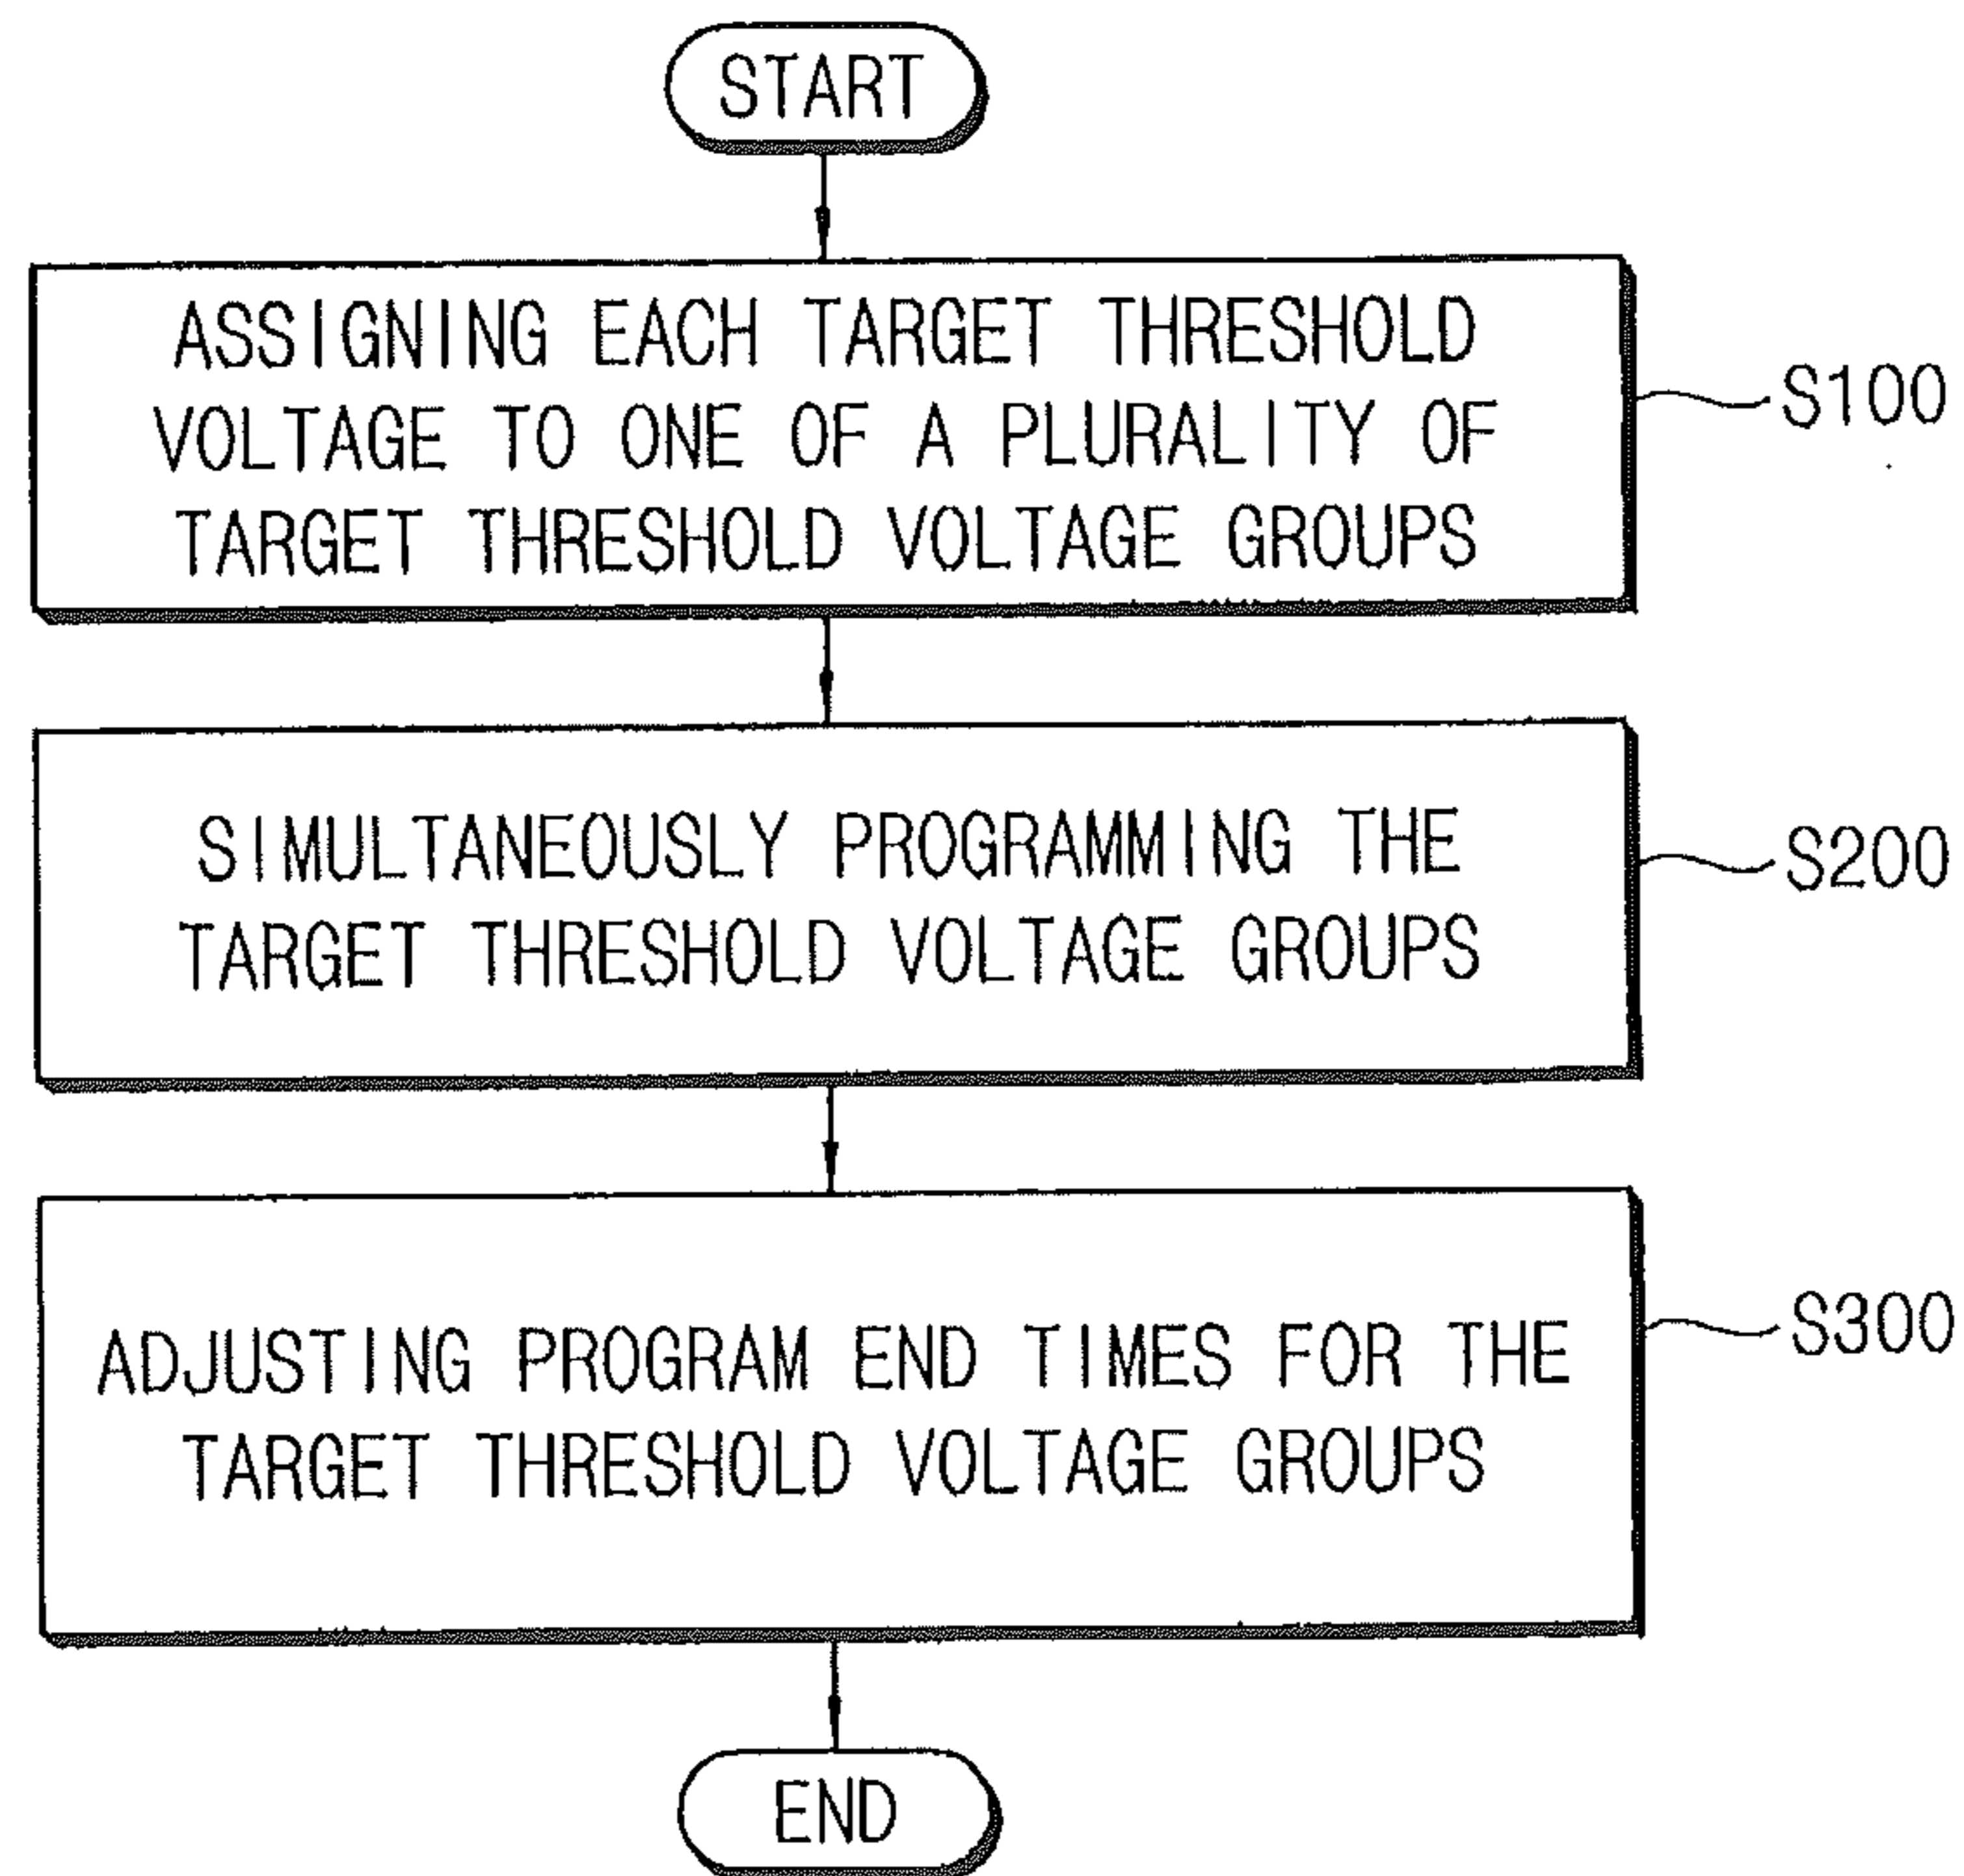 START
ASSIGNING EACH TARGET THRESHOLD
VOLTAGE TO ONE OF A PLURALITY OF
TARGET THRESHOLD VOLTAGE GROUPS
S100
SIMULTANEOUSLY PROGRAMMING THE
TARGET THRESHOLD VOLTAGE GROUPS
S200
ADJUSTING PROGRAM END TIMES FOR THE
TARGET THRESHOLD VOLTAGE GROUPS
S300
END